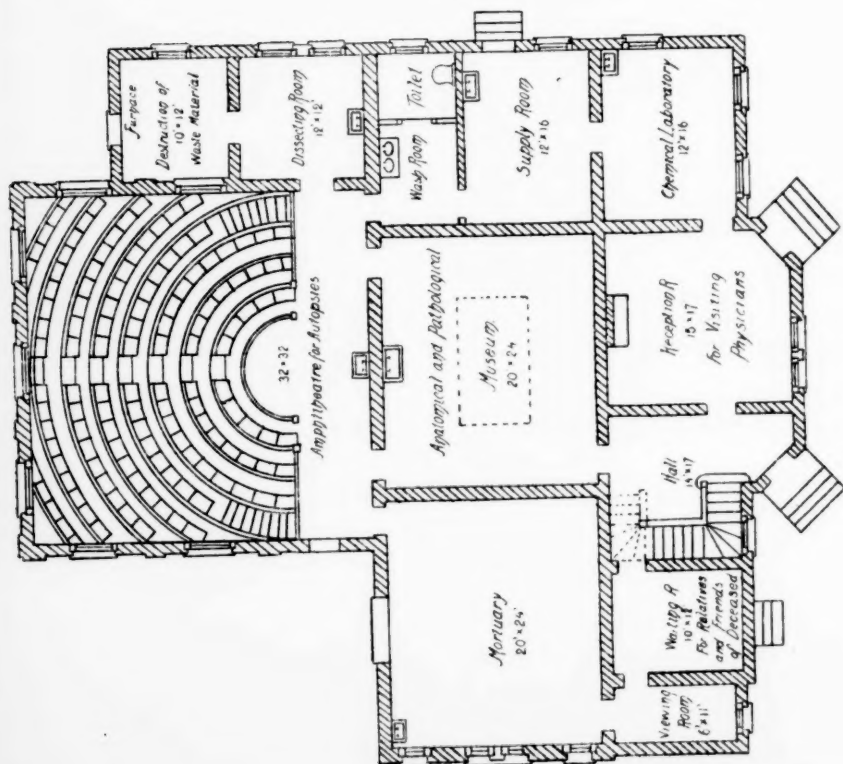 Furnace
Destruction of
10'×12'
Waste Material
Dissecting Room
12'×12'
Toilet
Wash Room
Supply Room
12'×16
Chemical Laboratory
12'×16
Amphitheatre for Autopsies
32×32
Anatomical and Pathological
Museum
20'×24
Reception R
15'×17
For Visiting
Physicians
Hall
Mortuary
20'×24'
Waiting R
For Relatives
and Friends
of Deceased
Viewing
Room
6'×11'